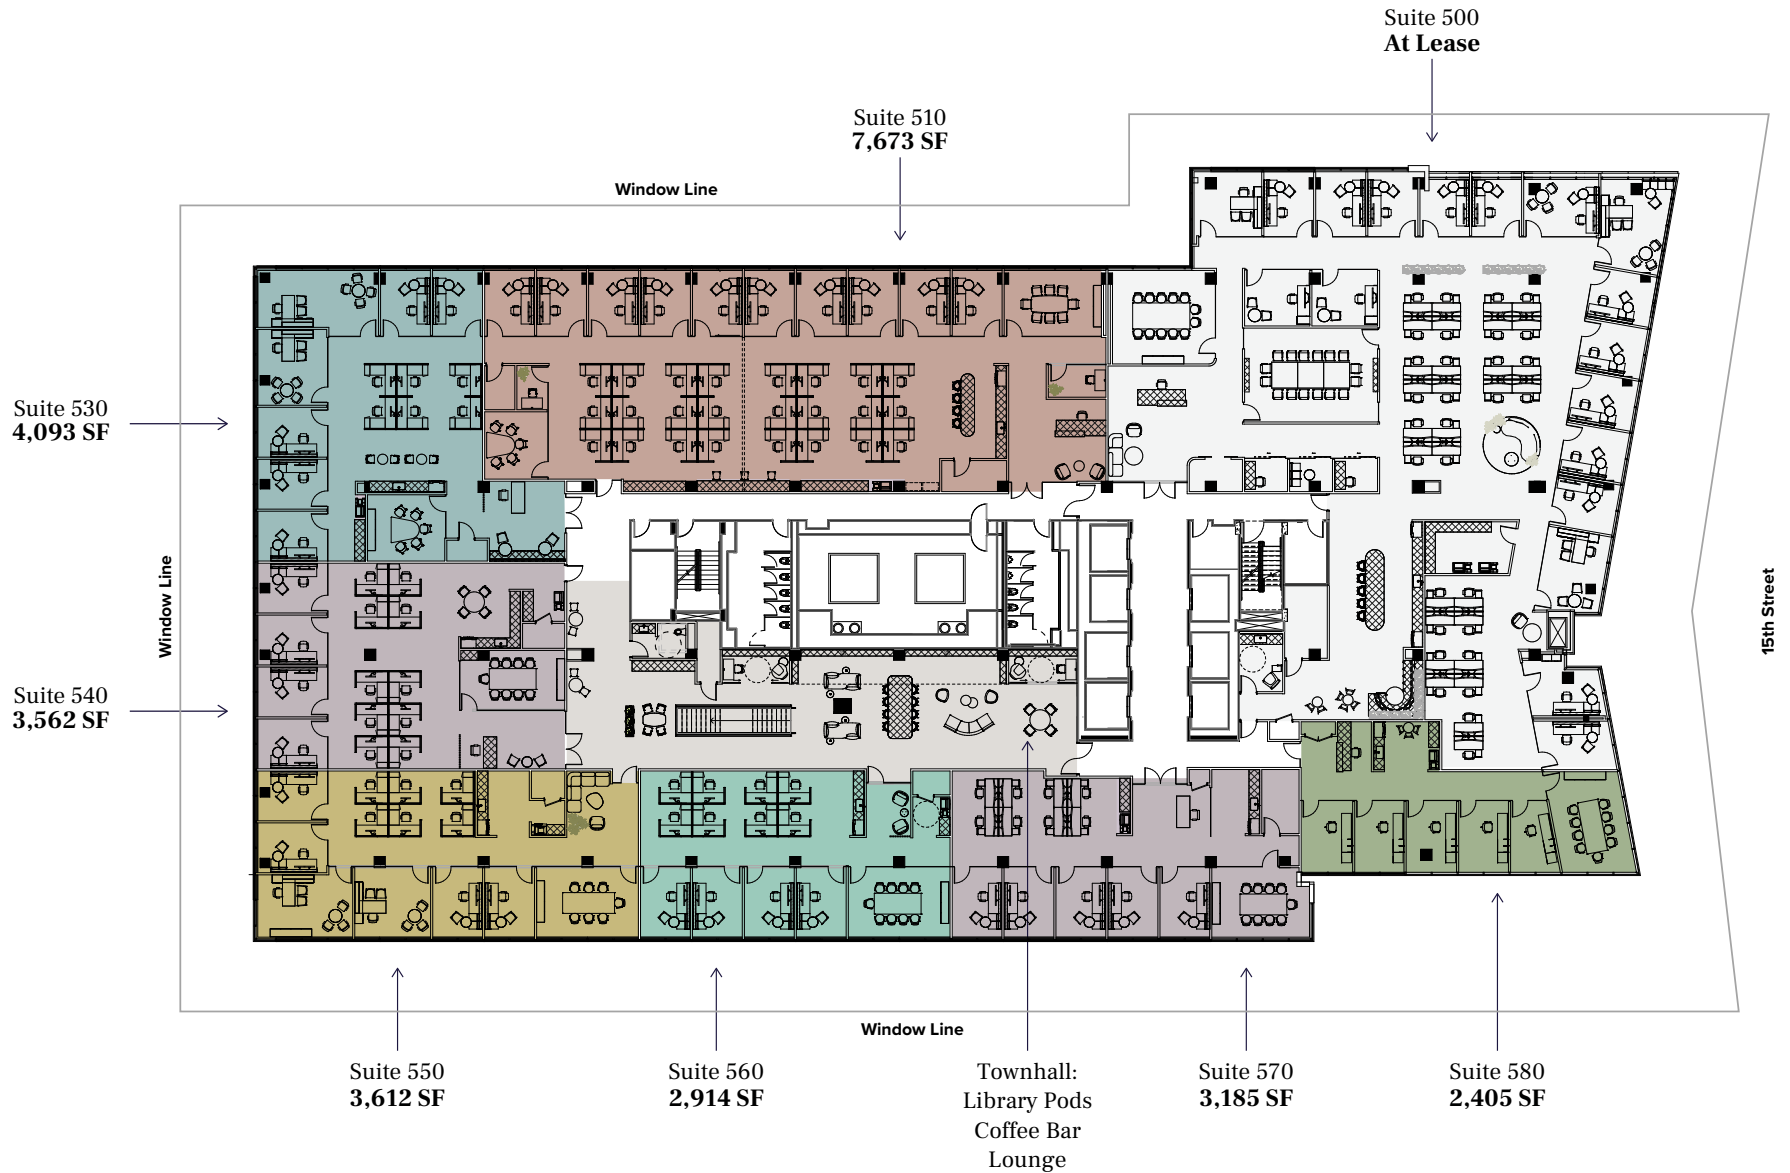 Suite 500
At Lease
Suite 510
7,673 SF
Window Line
Suite 530
4,093 SF
Window Line
15th Street
Suite 540
3,562 SF
Window Line
Suite 550
3,612 SF
Suite 560
2,914 SF
Townhall:
Library Pods
Coffee Bar
Lounge
Suite 570
3,185 SF
Suite 580
2,405 SF